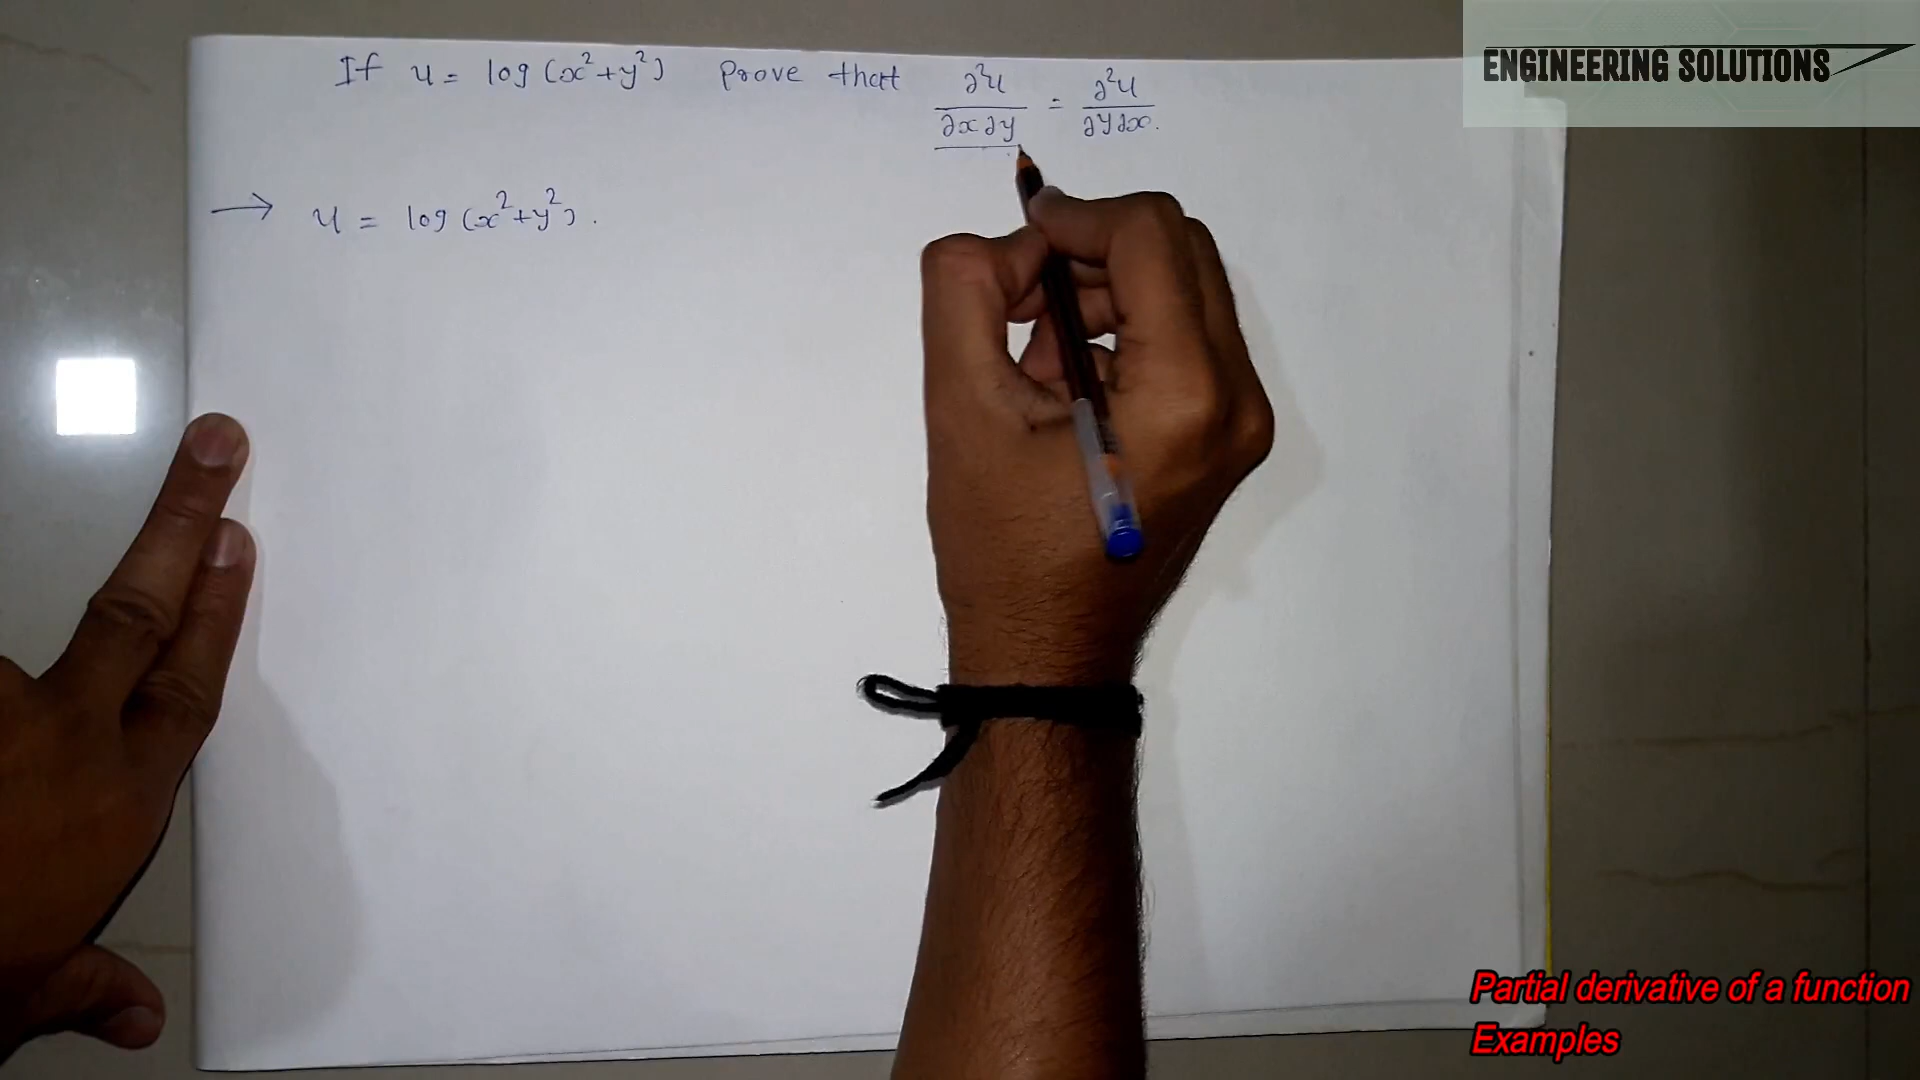 If u = log (x²+y²) Prove that ∂²u/∂x∂y = ∂²u/∂y∂x.
→ u = log (x²+y²).
ENGINEERING SOLUTIONS
Partial derivative of a function
Examples